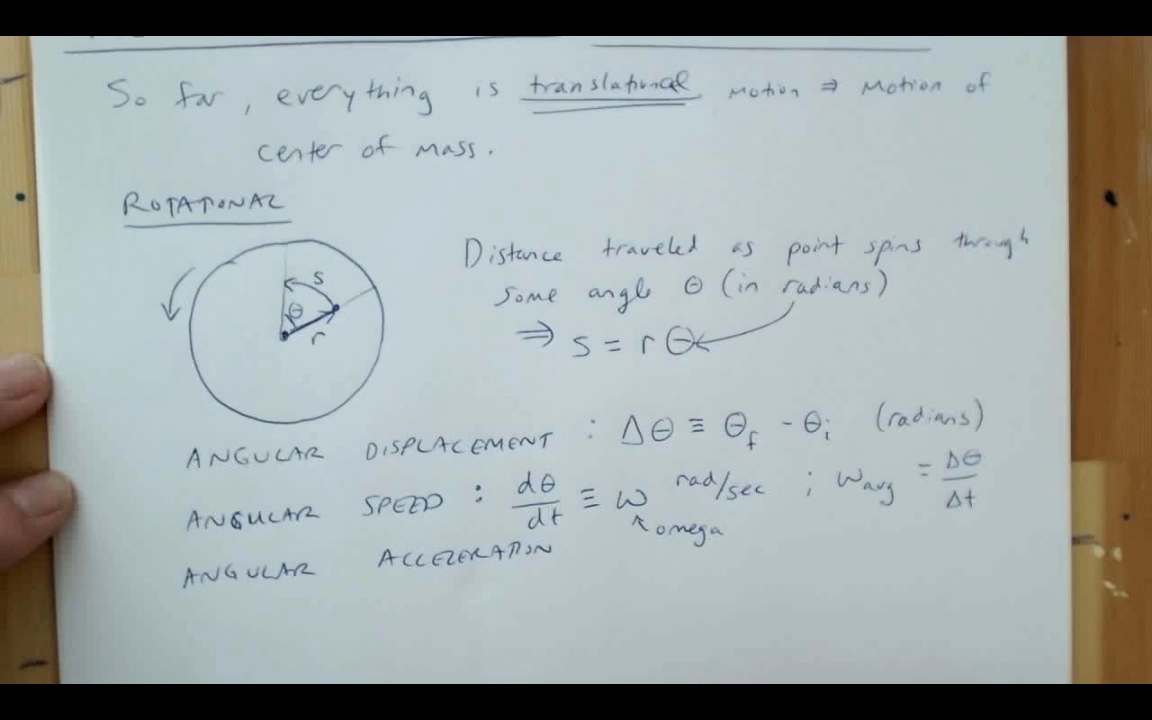 So far, everything is translational motion ⇒ motion of
center of mass.
ROTATIONAL
s
θ
r
Distance traveled as point spins through
some angle θ (in radians)
⇒ s = r θ
ANGULAR DISPLACEMENT : Δθ ≡ θf - θi (radians)
ANGULAR SPEED : dθ/dt ≡ ω rad/sec ; ωavg = Δθ/Δt
omega
ANGULAR ACCELERATION